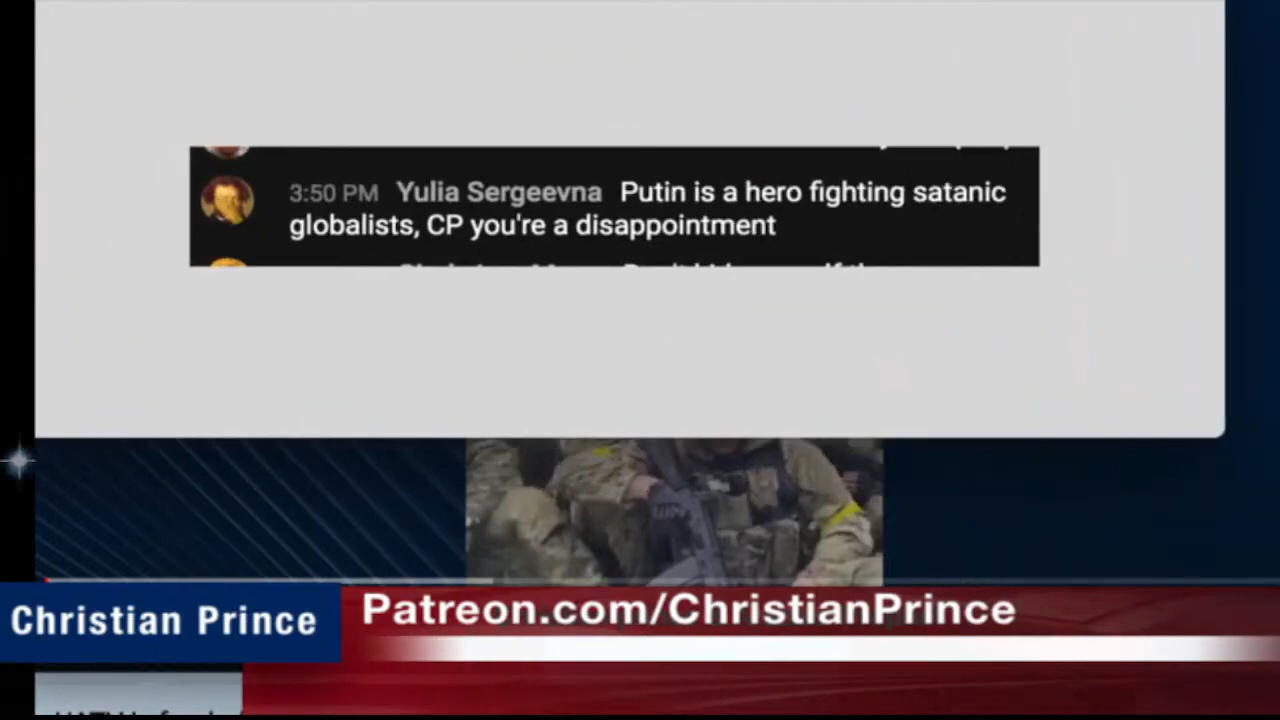 3:50 PM Yulia Sergeevna Putin is a hero fighting satanic
globalists, CP you're a disappointment
Christian Prince
Patreon.com/ChristianPrince